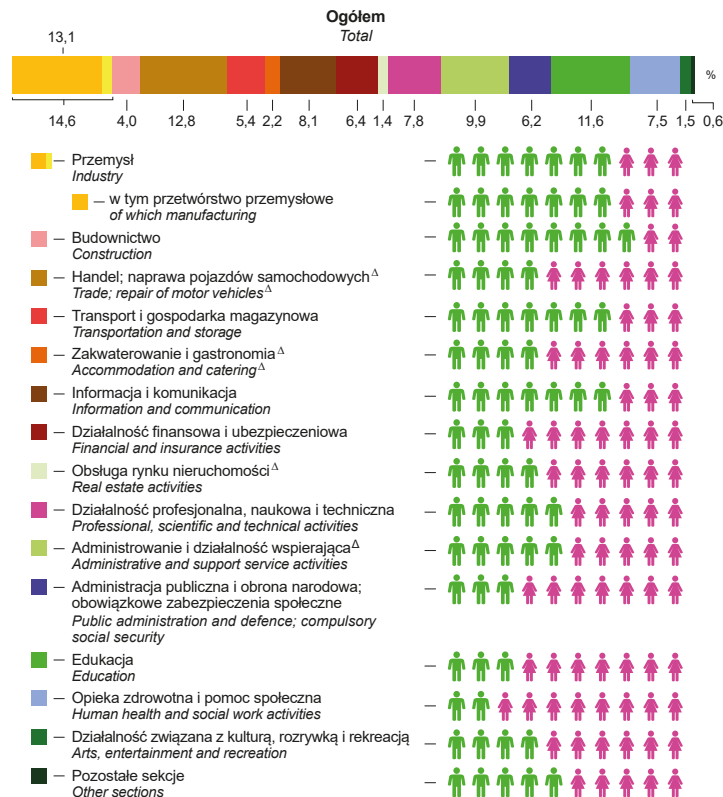 Ogółem
Total
13,1
%
14,6 4,0 12,8 5,4 2,2 8,1 6,4 1,4 7,8 9,9 6,2 11,6 7,5 1,5 0,6
Przemysł
Industry
w tym przetwórstwo przemysłowe
of which manufacturing
Budownictwo
Construction
Handel; naprawa pojazdów samochodowych Δ
Trade; repair of motor vehicles Δ
Transport i gospodarka magazynowa
Transportation and storage
Zakwaterowanie i gastronomia Δ
Accommodation and catering Δ
Informacja i komunikacja
Information and communication
Działalność finansowa i ubezpieczeniowa
Financial and insurance activities
Obsługa rynku nieruchomości Δ
Real estate activities
Działalność profesjonalna, naukowa i techniczna
Professional, scientific and technical activities
Administrowanie i działalność wspierająca Δ
Administrative and support service activities
Administracja publiczna i obrona narodowa;
obowiązkowe zabezpieczenia społeczne
Public administration and defence; compulsory
social security
Edukacja
Education
Opieka zdrowotna i pomoc społeczna
Human health and social work activities
Działalność związana z kulturą, rozrywką i rekreacją
Arts, entertainment and recreation
Pozostałe sekcje
Other sections